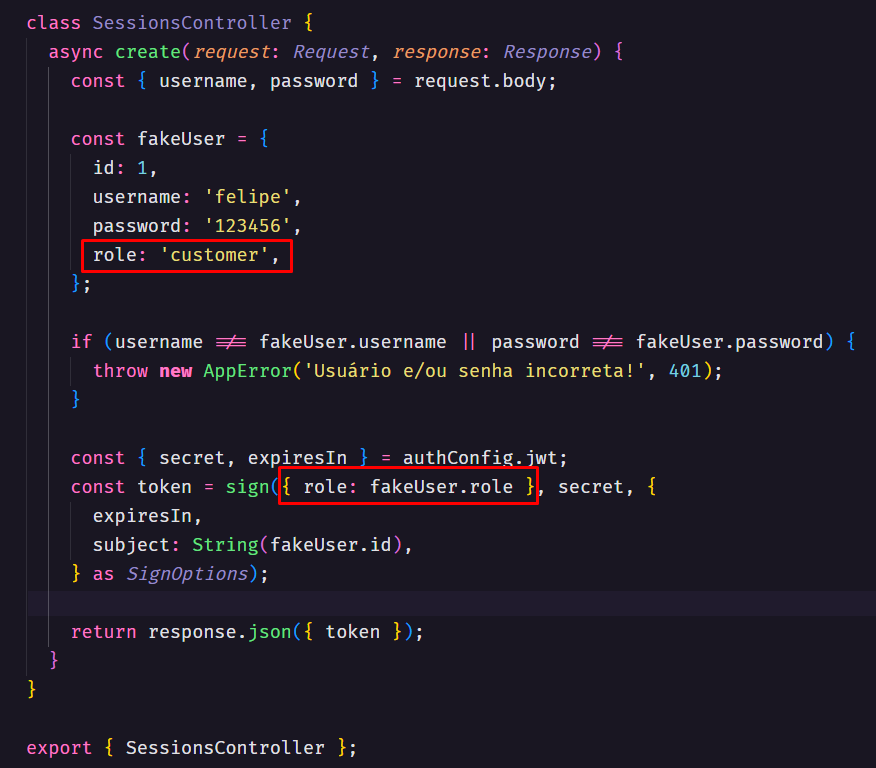 class SessionsController {
async create(request: Request, response: Response) {
const { username, password } = request.body;
const fakeUser = {
id: 1,
username: 'felipe',
password: '123456',
role: 'customer',
};
if (username !== fakeUser.username || password !== fakeUser.password) {
throw new AppError('Usuário e/ou senha incorreta!', 401);
}
const { secret, expiresIn } = authConfig.jwt;
const token = sign({ role: fakeUser.role }, secret, {
expiresIn,
subject: String(fakeUser.id),
} as SignOptions);
return response.json({ token });
}
}
export { SessionsController };